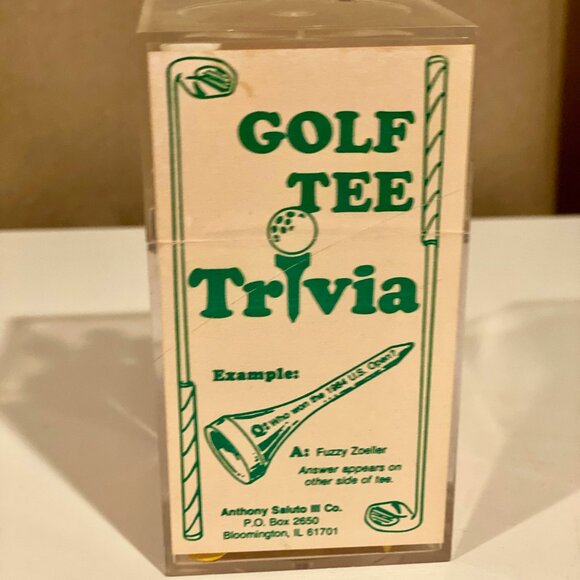 GOLF
TEE
Trivia
Example:
Q: Who won the 1984 U.S. Open?
A: Fuzzy Zoeller
Answer appears on
other side of tee.
Anthony Saluto III Co.
P.O. Box 2650
Bloomington, IL 61701